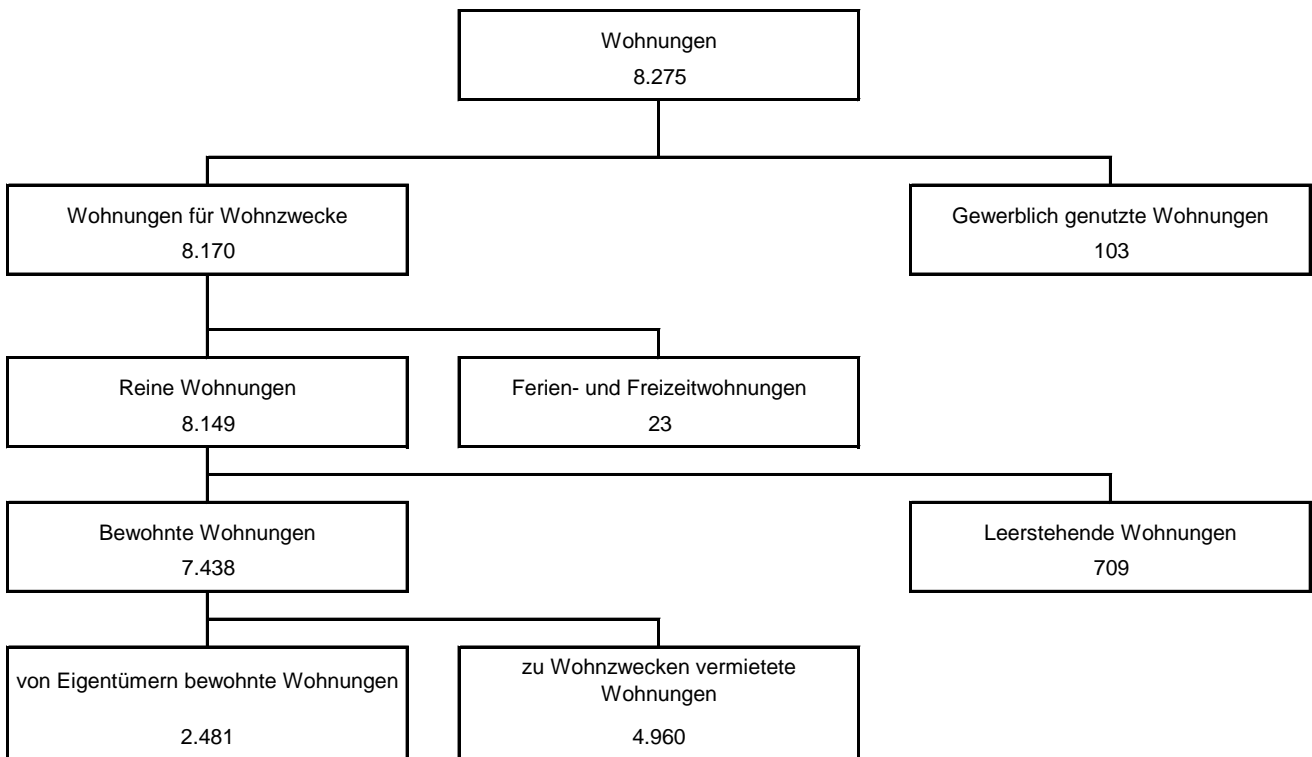 Wohnungen
8.275
Wohnungen für Wohnzwecke
8.170
Gewerblich genutzte Wohnungen
103
Reine Wohnungen
8.149
Ferien- und Freizeitwohnungen
23
Bewohnte Wohnungen
7.438
Leerstehende Wohnungen
709
von Eigentümern bewohnte Wohnungen
2.481
zu Wohnzwecken vermietete
Wohnungen
4.960